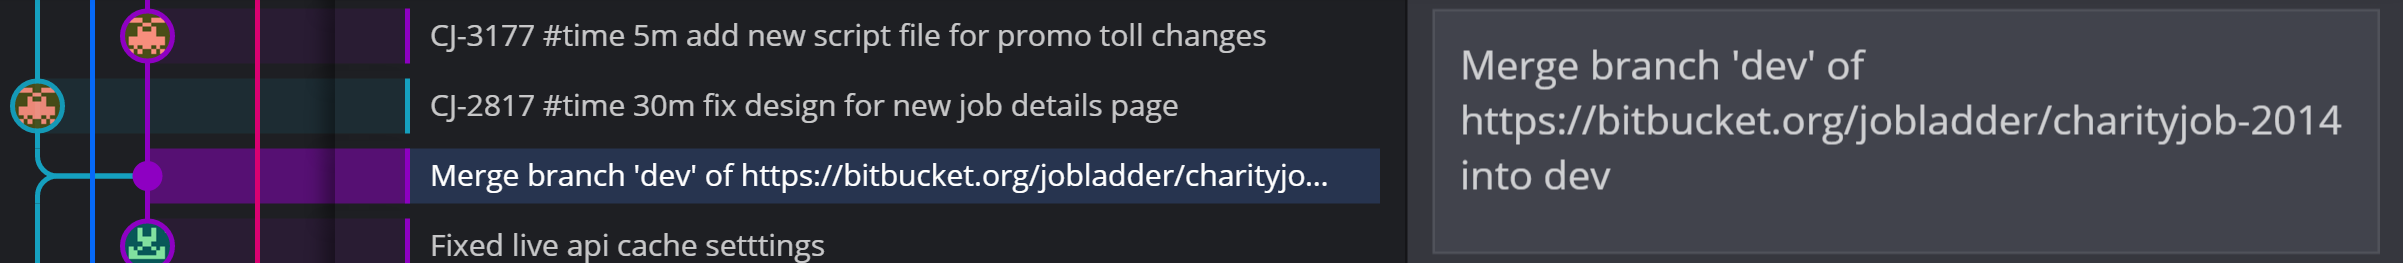 CJ-3177 #time 5m add new script file for promo toll changes
CJ-2817 #time 30m fix design for new job details page
Merge branch 'dev' of https://bitbucket.org/jobladder/charityjo...
Fixed live api cache setttings
Merge branch 'dev' of
https://bitbucket.org/jobladder/charityjob-2014
into dev